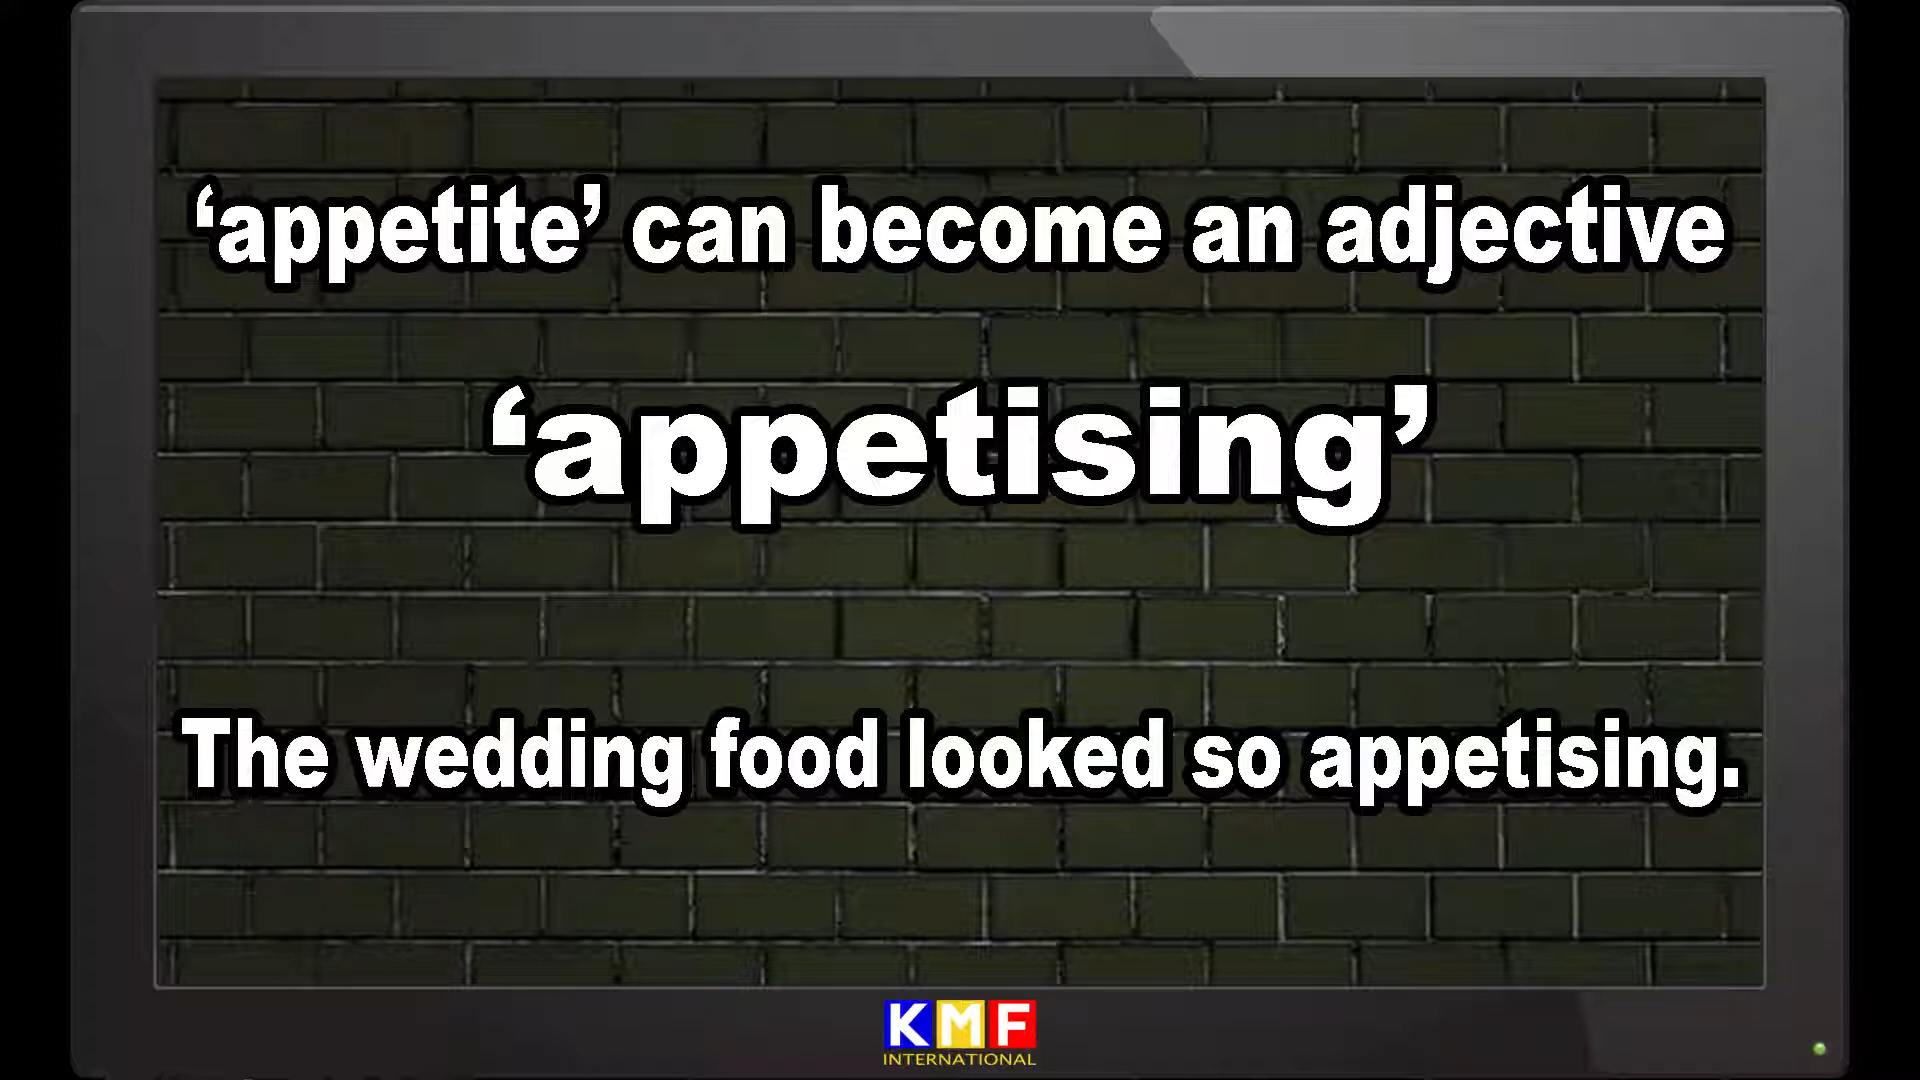 ‘appetite’ can become an adjective
‘appetising’
The wedding food looked so appetising.
KMF
INTERNATIONAL